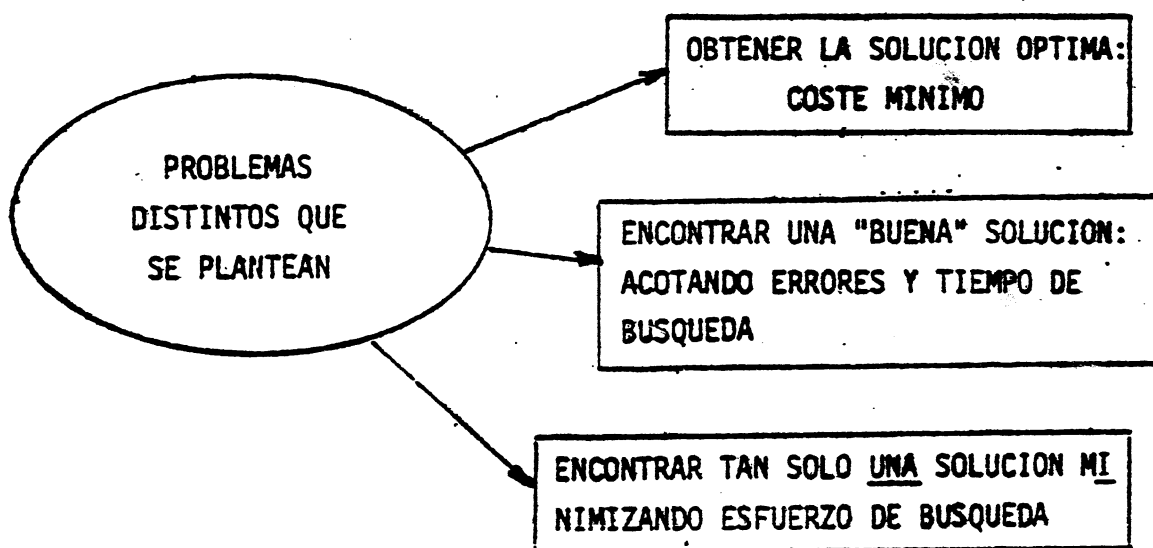 PROBLEMAS
DISTINTOS QUE
SE PLANTEAN
OBTENER LA SOLUCION OPTIMA:
COSTE MINIMO
ENCONTRAR UNA "BUENA" SOLUCION:
ACOTANDO ERRORES Y TIEMPO DE
BUSQUEDA
ENCONTRAR TAN SOLO UNA SOLUCION MI
NIMIZANDO ESFUERZO DE BUSQUEDA